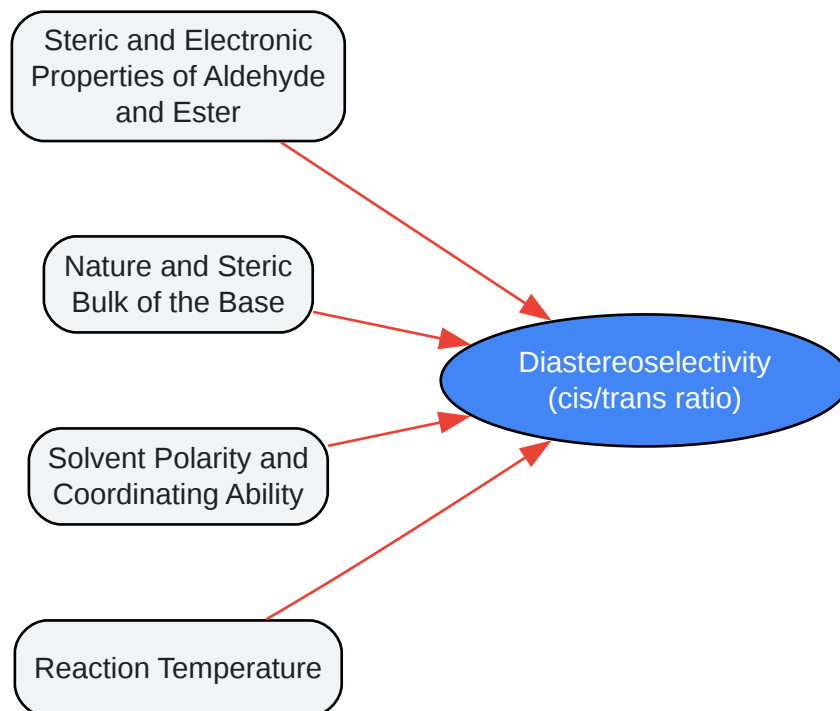 Steric and Electronic
Properties of Aldehyde
and Ester
Nature and Steric
Bulk of the Base
Diastereoselectivity
(cis/trans ratio)
Solvent Polarity and
Coordinating Ability
Reaction Temperature